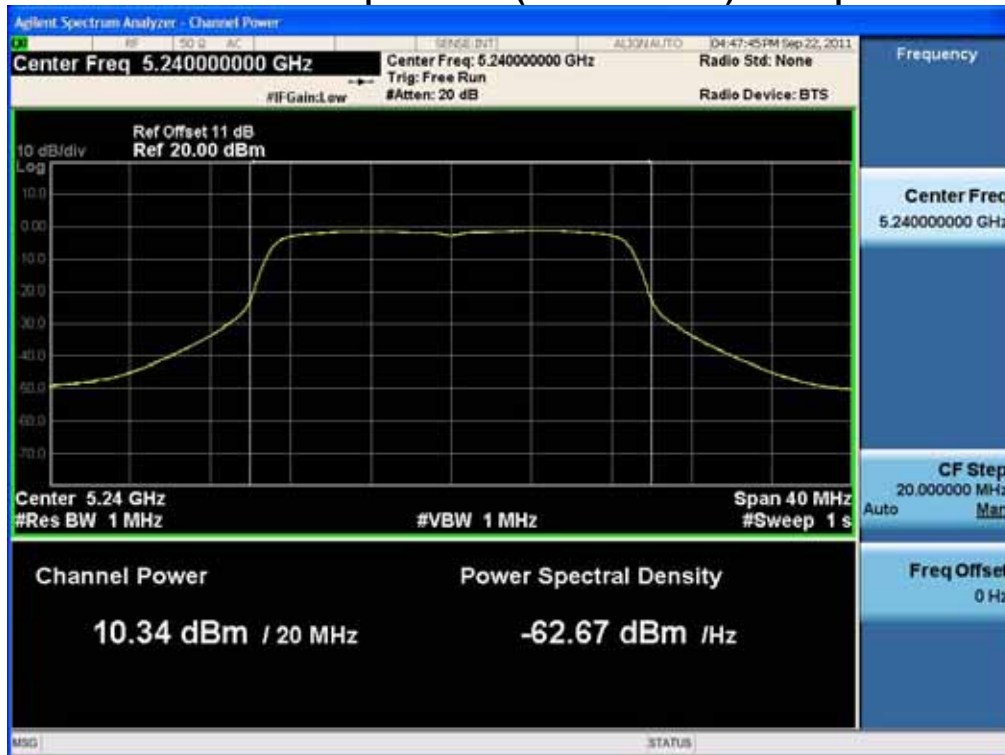 Agilent Spectrum Analyzer - Channel Power
RF 50 Ω AC SENSE:INT ALIGNAUTO 04:47:45 PM Sep 22, 2011
Center Freq 5.240000000 GHz
Center Freq: 5.240000000 GHz
Radio Std: None
Trig: Free Run
#IFGain:Low
#Atten: 20 dB
Radio Device: BTS
Ref Offset 11 dB
10 dB/div Ref 20.00 dBm
Log
10.0
0.00
-10.0
-20.0
-30.0
-40.0
-50.0
-60.0
-70.0
Center 5.24 GHz
Span 40 MHz
#Res BW 1 MHz
#VBW 1 MHz
#Sweep 1 s
Channel Power
Power Spectral Density
10.34 dBm / 20 MHz
-62.67 dBm /Hz
MSG
STATUS
Frequency
Center Freq
5.240000000 GHz
CF Step
20.000000 MHz
Auto Man
Freq Offset
0 Hz